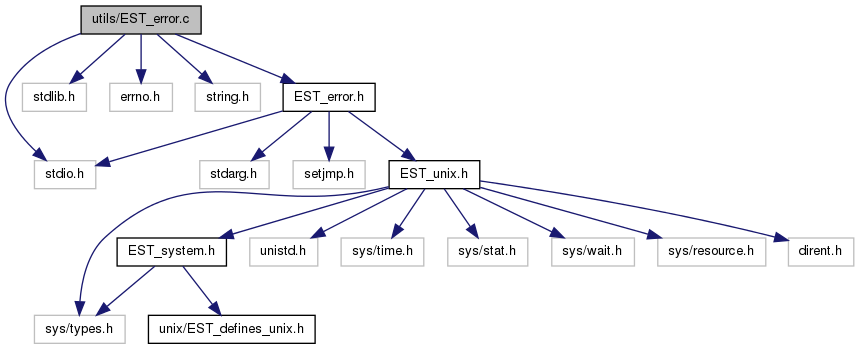 utils/EST_error.c
stdlib.h
errno.h
string.h
EST_error.h
stdio.h
stdarg.h
setjmp.h
EST_unix.h
EST_system.h
unistd.h
sys/time.h
sys/stat.h
sys/wait.h
sys/resource.h
dirent.h
sys/types.h
unix/EST_defines_unix.h